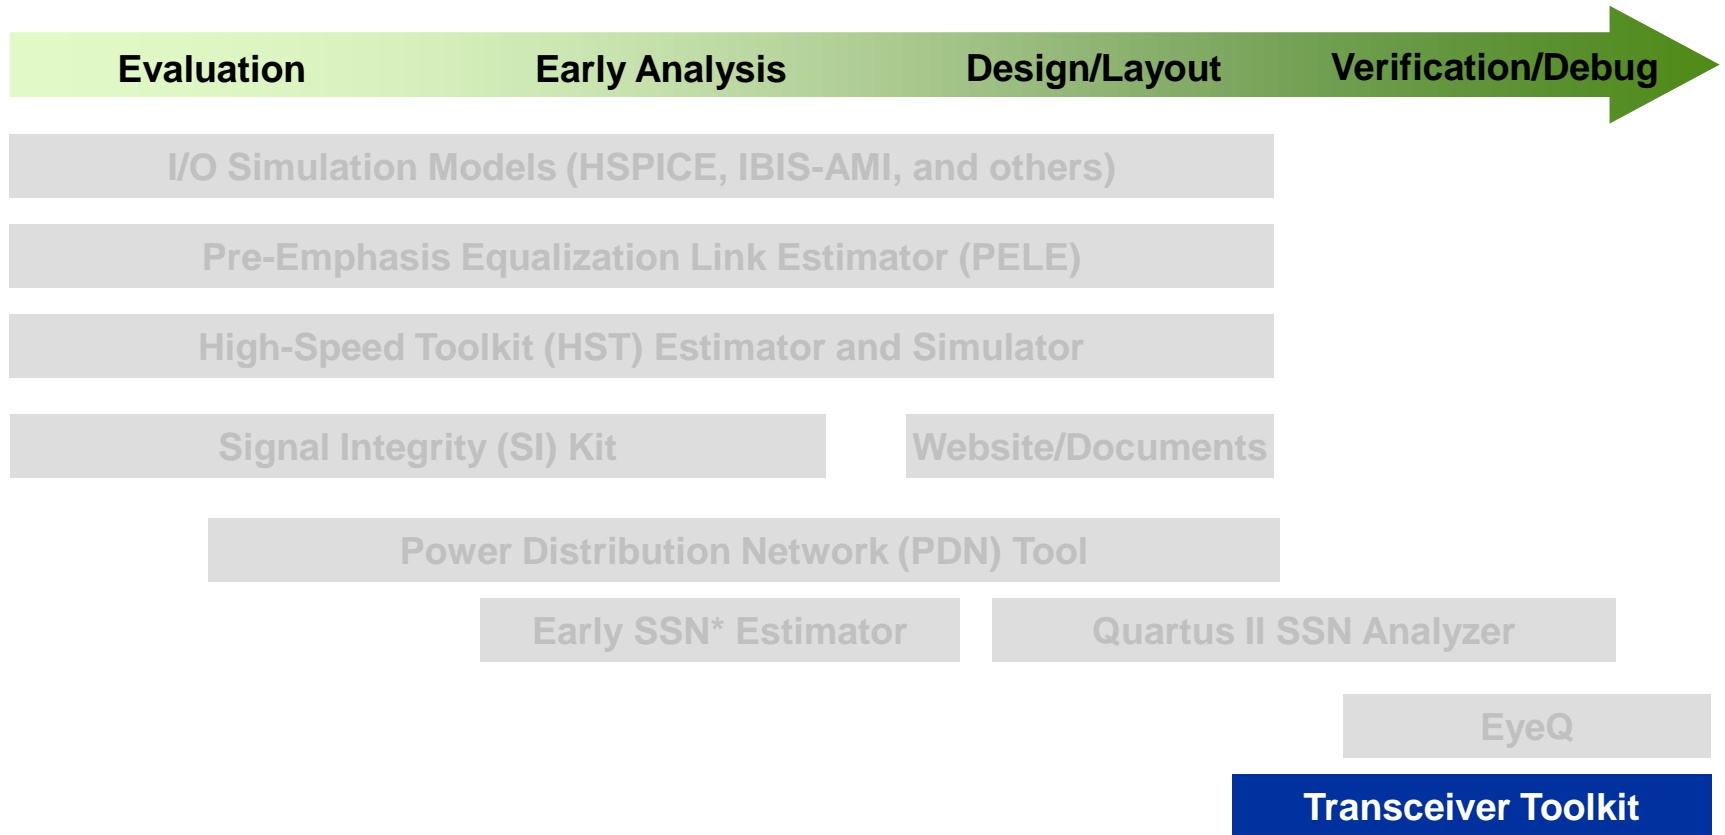 Evaluation
Early Analysis
Design/Layout
Verification/Debug
I/O Simulation Models (HSPICE, IBIS-AMI, and others)
Pre-Emphasis Equalization Link Estimator (PELE)
High-Speed Toolkit (HST) Estimator and Simulator
Signal Integrity (SI) Kit
Website/Documents
Power Distribution Network (PDN) Tool
Early SSN* Estimator
Quartus II SSN Analyzer
EyeQ
Transceiver Toolkit